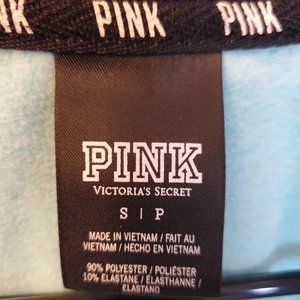 PINK PINK PINK
PINK
VICTORIA'S SECRET
S | P
MADE IN VIETNAM / FAIT AU
VIETNAM / HECHO EN VIETNAM
90% POLYESTER / POLIÉSTER
10% ELASTANE / ÉLASTHANNE /
ELASTANO